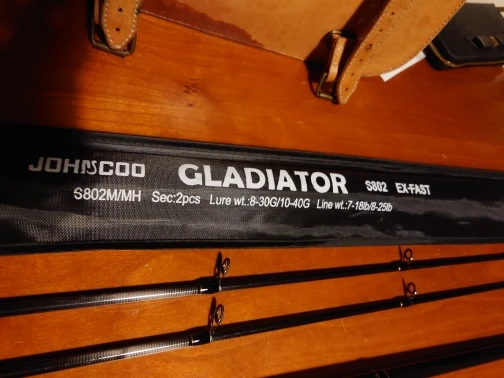 JOHNCOO GLADIATOR S802 EX-FAST
S802M/MH Sec:2pcs Lure wt.:8-30G/10-40G Line wt.:7-18lb/8-25lb